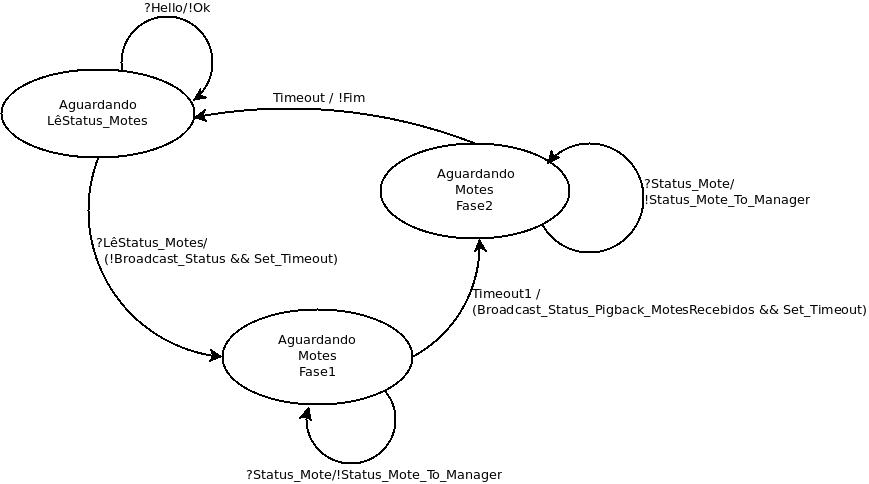 ?Hello/!Ok
Aguardando
LêStatus_Motes
Timeout / !Fim
Aguardando
Motes
Fase2
?Status_Mote/
!Status_Mote_To_Manager
?LêStatus_Motes/
(!Broadcast_Status && Set_Timeout)
Timeout1 /
(Broadcast_Status_Pigback_MotesRecebidos && Set_Timeout)
Aguardando
Motes
Fase1
?Status_Mote/!Status_Mote_To_Manager